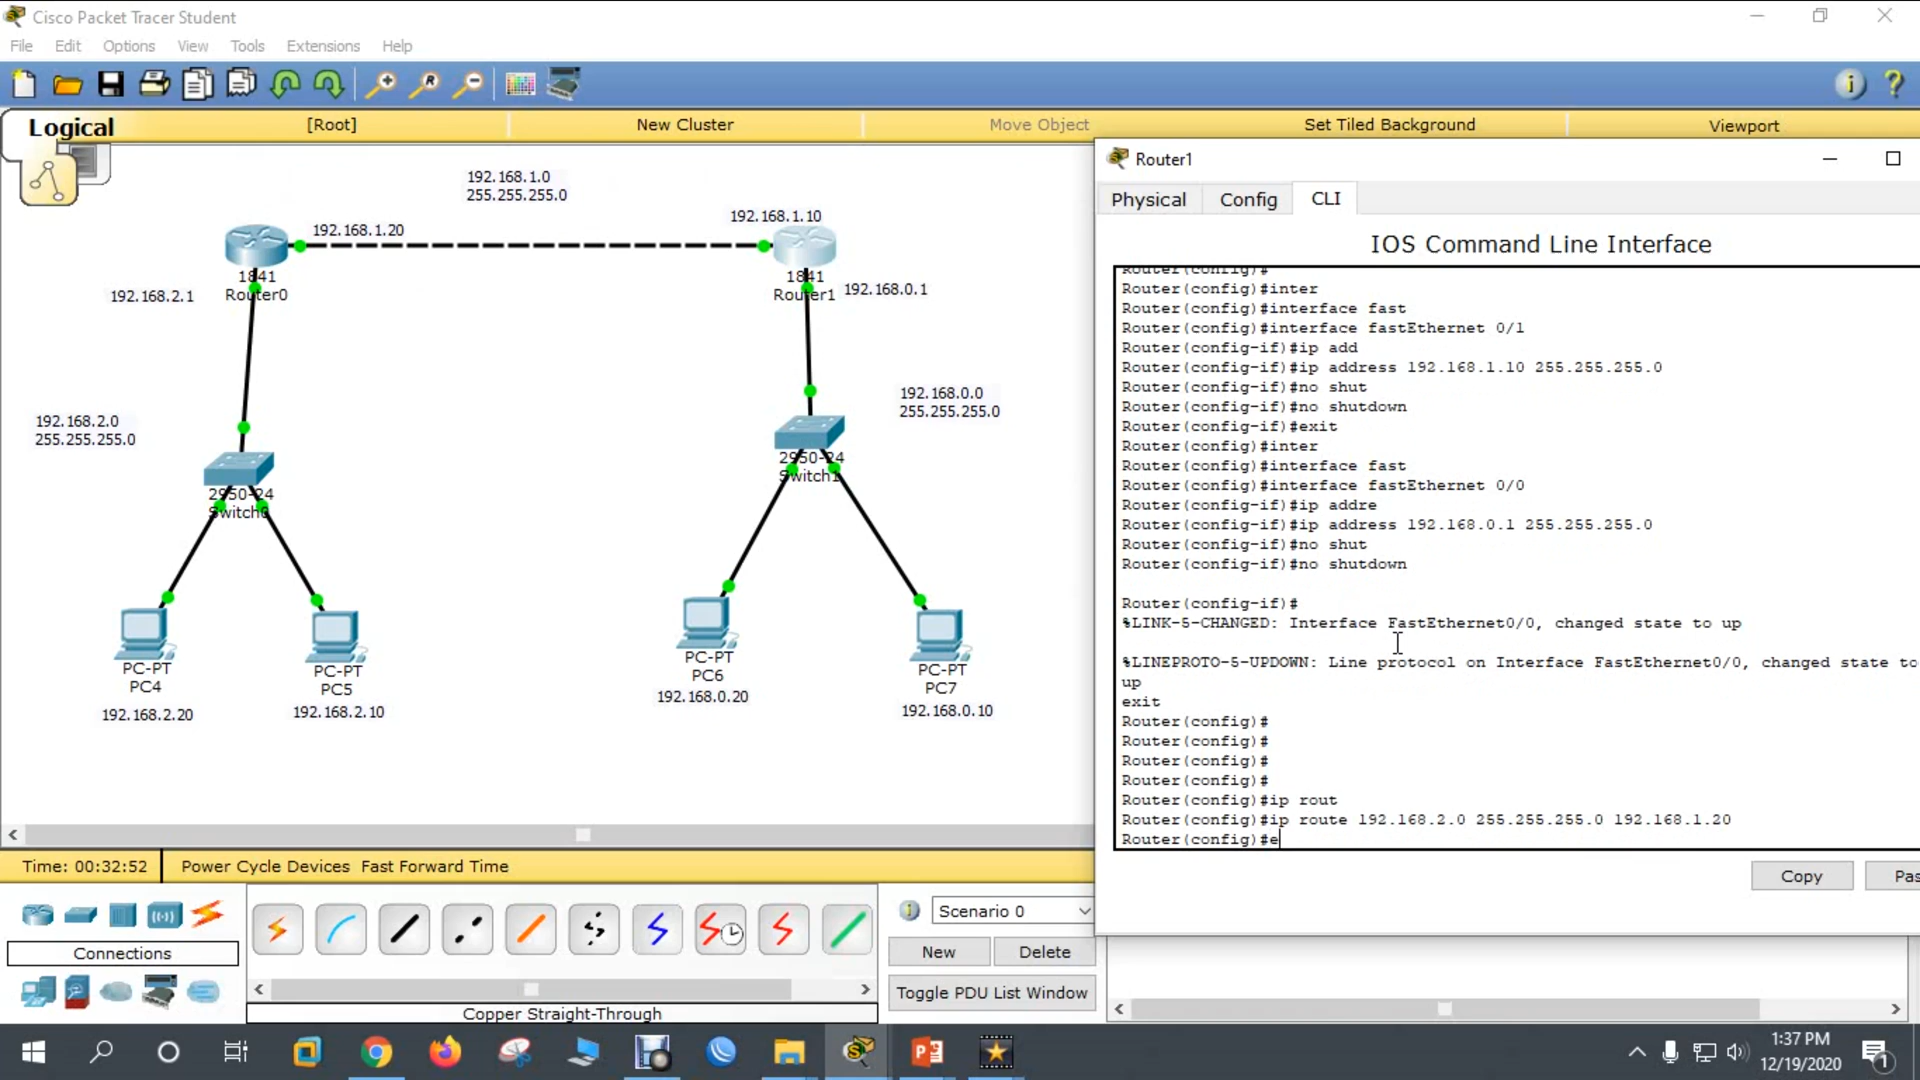 Cisco Packet Tracer Student
File Edit Options View Tools Extensions Help
Logical
[Root]
New Cluster
Move Object
Set Tiled Background
Viewport
192.168.1.0
255.255.255.0
192.168.1.20
192.168.1.10
1841
Router0
1841
Router1
192.168.2.1
192.168.0.1
192.168.2.0
255.255.255.0
192.168.0.0
255.255.255.0
2950-24
Switch0
2950-24
Switch1
PC-PT
PC4
192.168.2.20
PC-PT
PC5
192.168.2.10
PC-PT
PC6
192.168.0.20
PC-PT
PC7
192.168.0.10
Router1
Physical Config CLI
IOS Command Line Interface
Router(config)#
Router(config)#inter
Router(config)#interface fast
Router(config)#interface fastEthernet 0/1
Router(config-if)#ip add
Router(config-if)#ip address 192.168.1.10 255.255.255.0
Router(config-if)#no shut
Router(config-if)#no shutdown
Router(config-if)#exit
Router(config)#inter
Router(config)#interface fast
Router(config)#interface fastEthernet 0/0
Router(config-if)#ip addre
Router(config-if)#ip address 192.168.0.1 255.255.255.0
Router(config-if)#no shut
Router(config-if)#no shutdown
Router(config-if)#
%LINK-5-CHANGED: Interface FastEthernet0/0, changed state to up
%LINEPROTO-5-UPDOWN: Line protocol on Interface FastEthernet0/0, changed state to
up
exit
Router(config)#
Router(config)#
Router(config)#
Router(config)#
Router(config)#ip rout
Router(config)#ip route 192.168.2.0 255.255.255.0 192.168.1.20
Router(config)#e
Copy
Pas
Time: 00:32:52
Power Cycle Devices Fast Forward Time
Connections
Copper Straight-Through
Scenario 0
New
Delete
Toggle PDU List Window
1:37 PM
12/19/2020
1